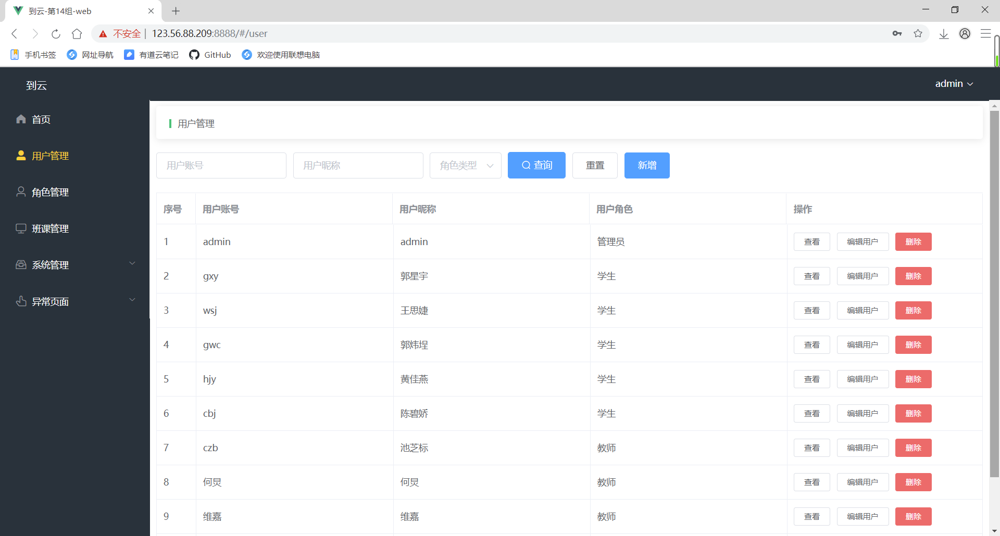 到云-第14组-web
不安全 | 123.56.88.209:8888/#/user
手机书签 网址导航 有道云笔记 GitHub 欢迎使用联想电脑
到云 admin
首页
用户管理
角色管理
班课管理
系统管理
异常页面
用户管理
用户账号 用户昵称 角色类型 查询 重置 新增
序号 用户账号 用户昵称 用户角色 操作
1 admin admin 管理员 查看 编辑用户 删除
2 gxy 郭星宇 学生 查看 编辑用户 删除
3 wsj 王思婕 学生 查看 编辑用户 删除
4 gwc 郭炜埕 学生 查看 编辑用户 删除
5 hjy 黄佳燕 学生 查看 编辑用户 删除
6 cbj 陈碧娇 学生 查看 编辑用户 删除
7 czb 池芝标 教师 查看 编辑用户 删除
8 何炅 何炅 教师 查看 编辑用户 删除
9 维嘉 维嘉 教师 查看 编辑用户 删除